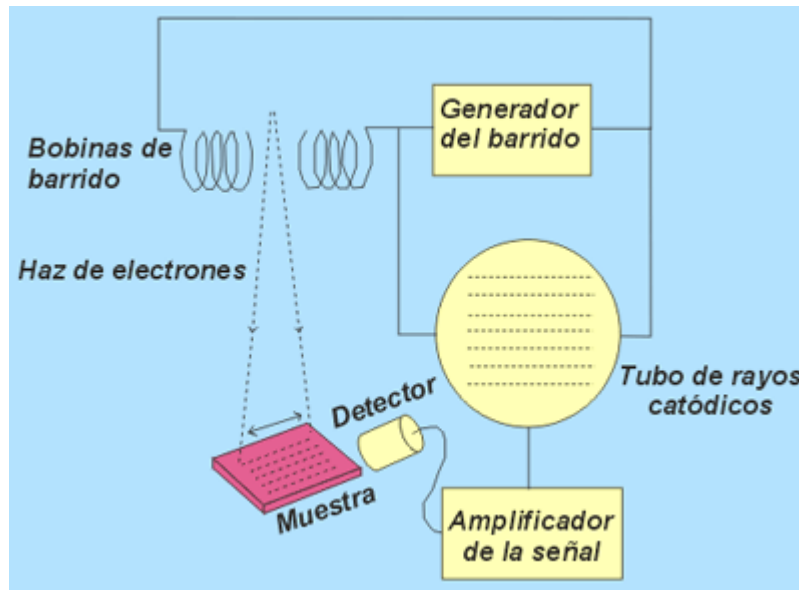 Generador
del barrido
Bobinas de
barrido
Haz de electrones
Tubo de rayos
catódicos
Detector
Muestra
Amplificador
de la señal